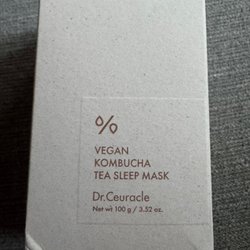 %
VEGAN
KOMBUCHA
TEA SLEEP MASK
Dr.Ceuracle
Net wt 100 g / 3.52 oz.